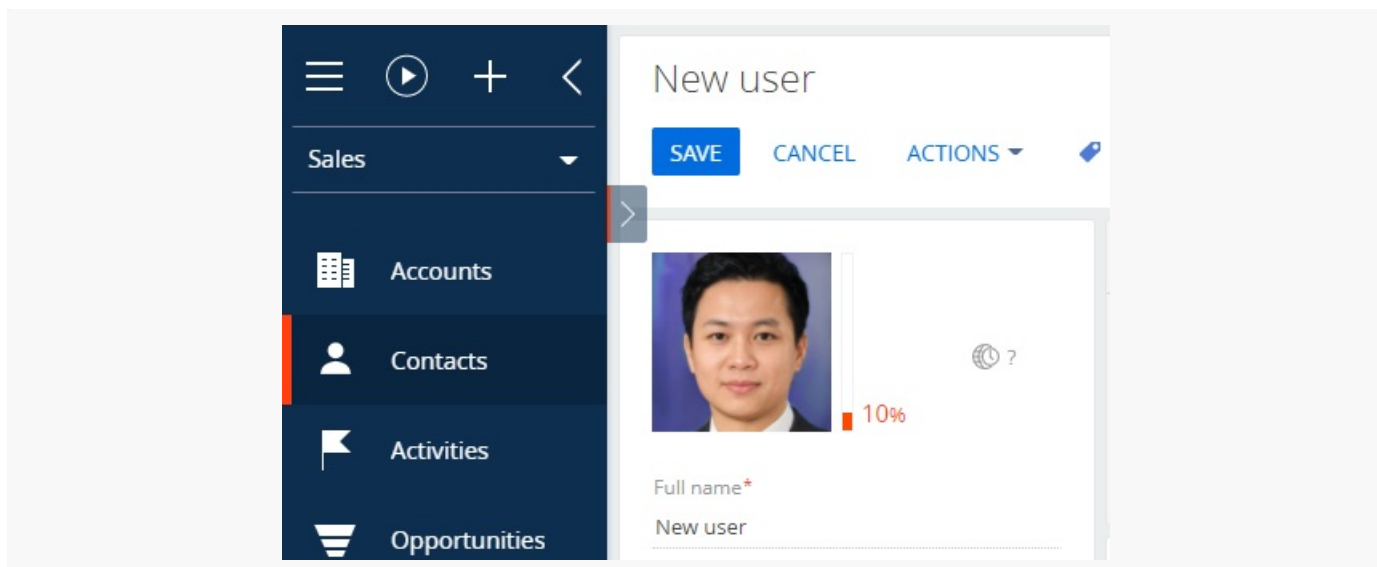 New user
SAVE CANCEL ACTIONS
Sales
Accounts
Contacts
Activities
Opportunities
?
10%
Full name*
New user